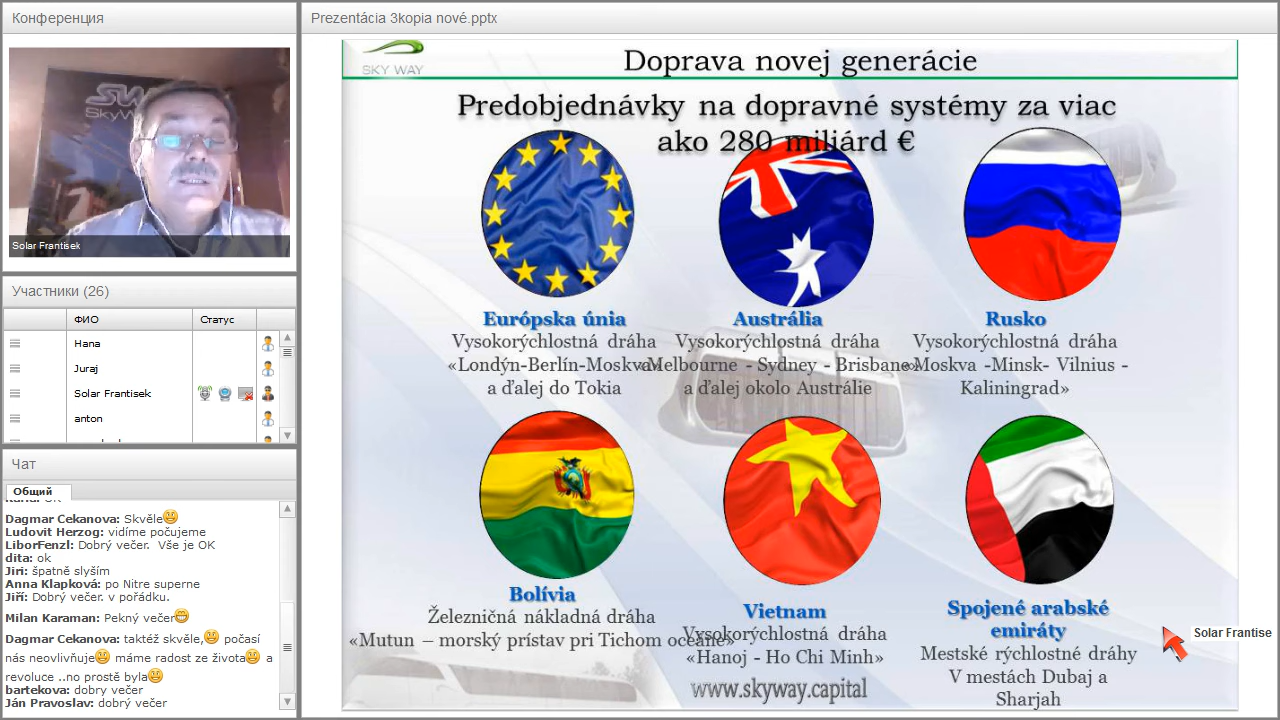 Конференция
SW
SkyW
Solar Frantisek
Участники (26)
ФИО
Статус
Hana
Juraj
Solar Frantisek
anton
Чат
Общий
Dagmar Cekanova: Skvěle
Ludovit Herzog: vidíme počujeme
LiborFenzl: Dobrý večer. Vše je OK
dita: ok
Jiri: špatně slyším
Anna Klapková: po Nitre superne
Jiří: Dobrý večer. v pořádku.
Milan Karaman: Pekný večer
Dagmar Cekanova: taktéž skvěle, počasí
nás neovlivňuje máme radost ze života a
revoluce ..no prostě byla
bartekova: dobry večer
Ján Pravoslav: dobrý večer
Prezentácia 3kopia nové.pptx
SKY WAY
Doprava novej generácie
Predobjednávky na dopravné systémy za viac
ako 280 miliárd €
Európska únia
Vysokorýchlostná dráha
«Londýn-Berlín-Moskva»
a ďalej do Tokia
Austrália
Vysokorýchlostná dráha
«Melbourne - Sydney - Brisbane»
a ďalej okolo Austrálie
Rusko
Vysokorýchlostná dráha
«Moskva -Minsk- Vilnius -
Kaliningrad»
Bolívia
Železničná nákladná dráha
«Mutun – morský prístav pri Tichom oceáne»
Vietnam
Vysokorýchlostná dráha
«Hanoj - Ho Chi Minh»
Spojené arabské
emiráty
Mestské rýchlostné dráhy
V mestách Dubaj a
Sharjah
www.skyway.capital
Solar Frantise